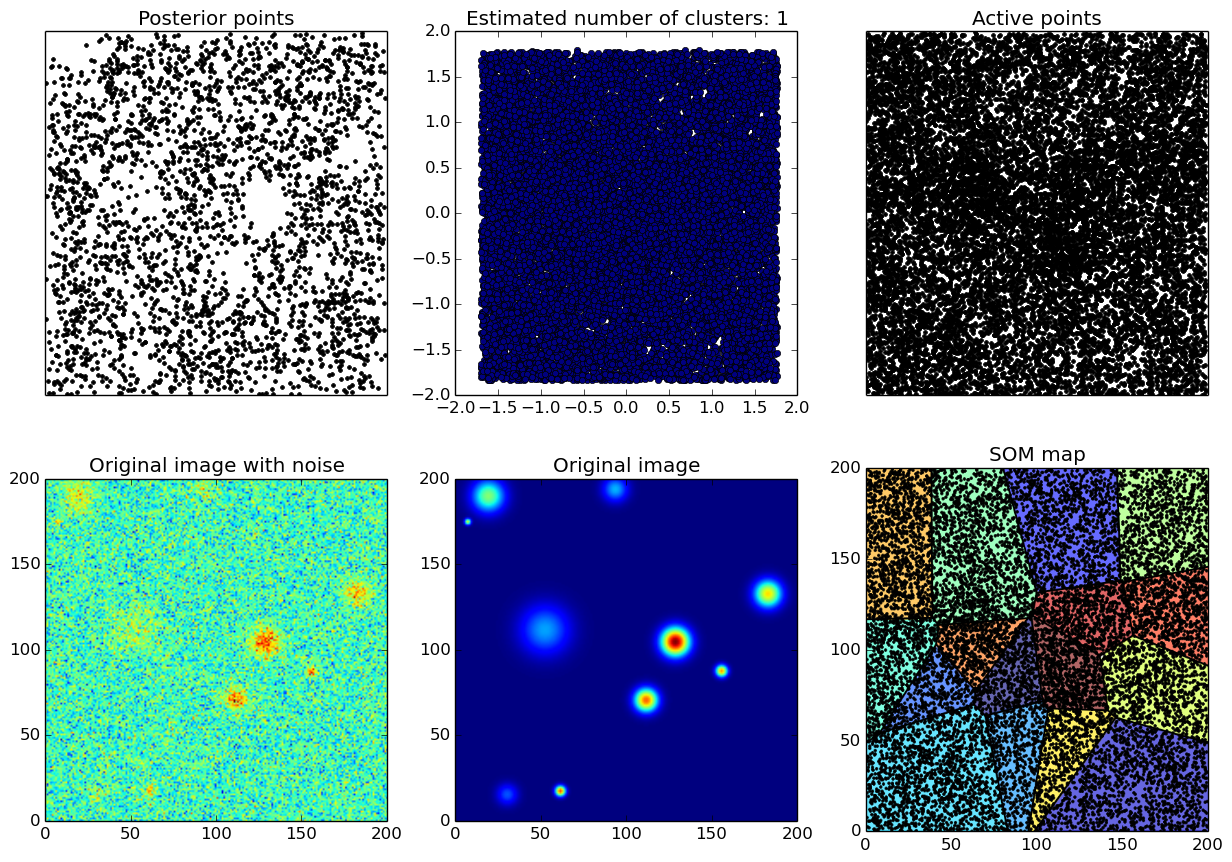 Posterior points
Estimated number of clusters: 1
Active points
2.0
1.5
1.0
0.5
0.0
−0.5
−1.0
−1.5
−2.0
−2.0 −1.5 −1.0 −0.5 0.0 0.5 1.0 1.5 2.0
Original image with noise
Original image
SOM map
200
150
100
50
0
0 50 100 150 200
200
150
100
50
0
0 50 100 150 200
200
150
100
50
0
0 50 100 150 200